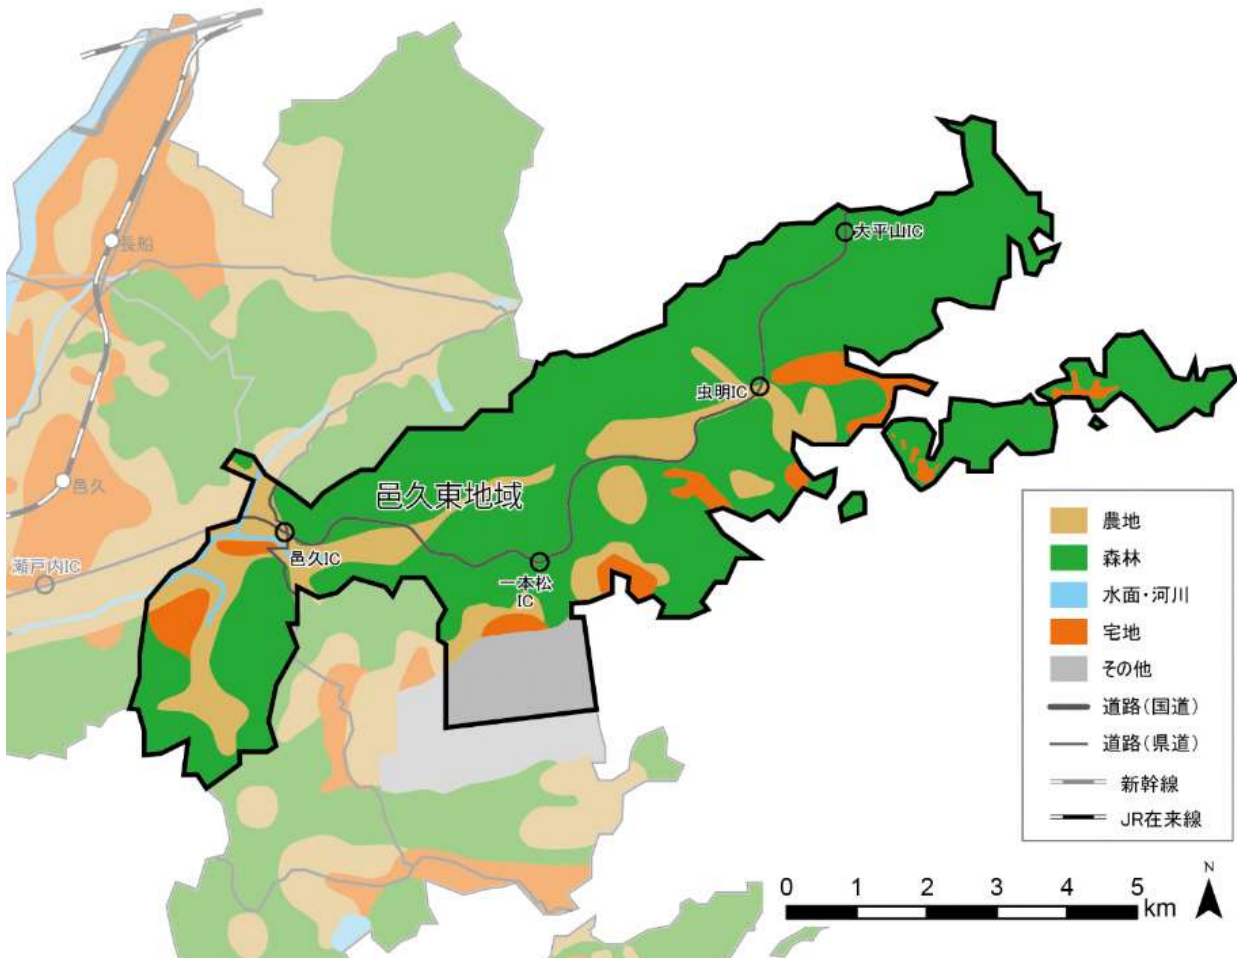 大平山IC
長船
虫明IC
邑久
邑久東地域
邑久IC
瀬戸内IC
一本松
IC
農地
森林
水面・河川
宅地
その他
道路(国道)
道路(県道)
新幹線
JR在来線
N
0 1 2 3 4 5
km